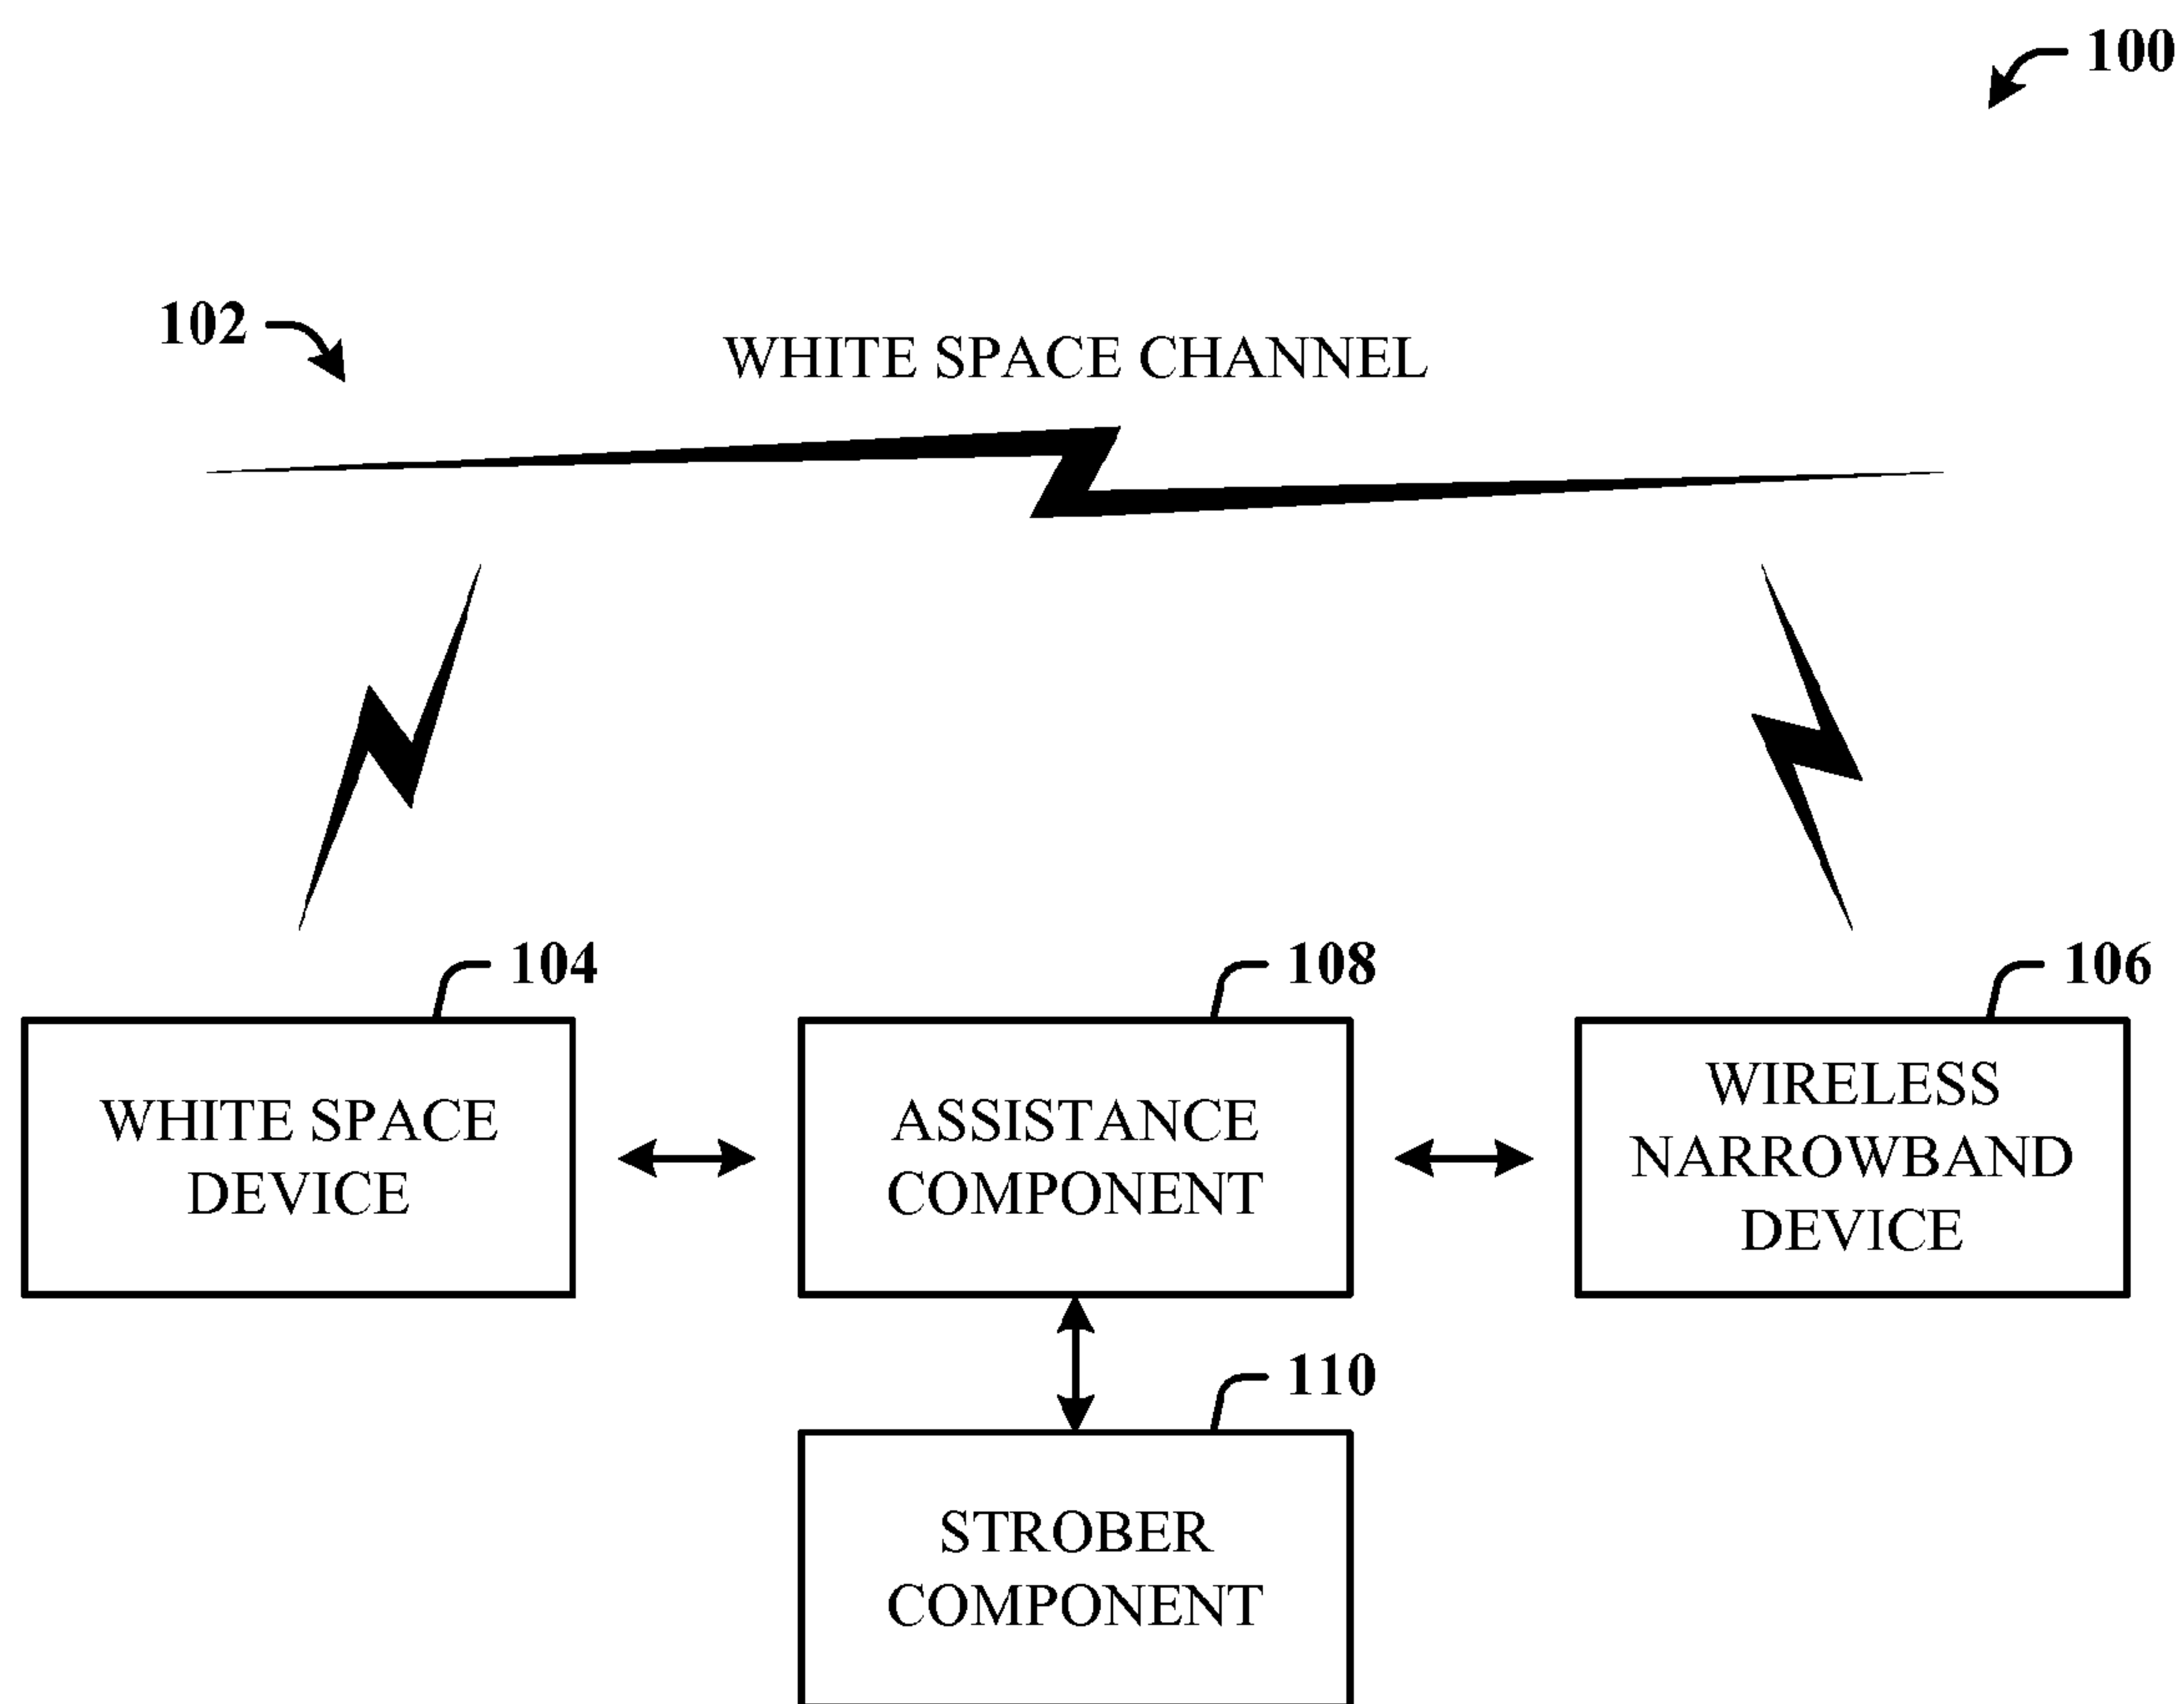 100
102
WHITE SPACE CHANNEL
104
108
106
WHITE SPACE
DEVICE
ASSISTANCE
COMPONENT
WIRELESS
NARROWBAND
DEVICE
110
STROBER
COMPONENT